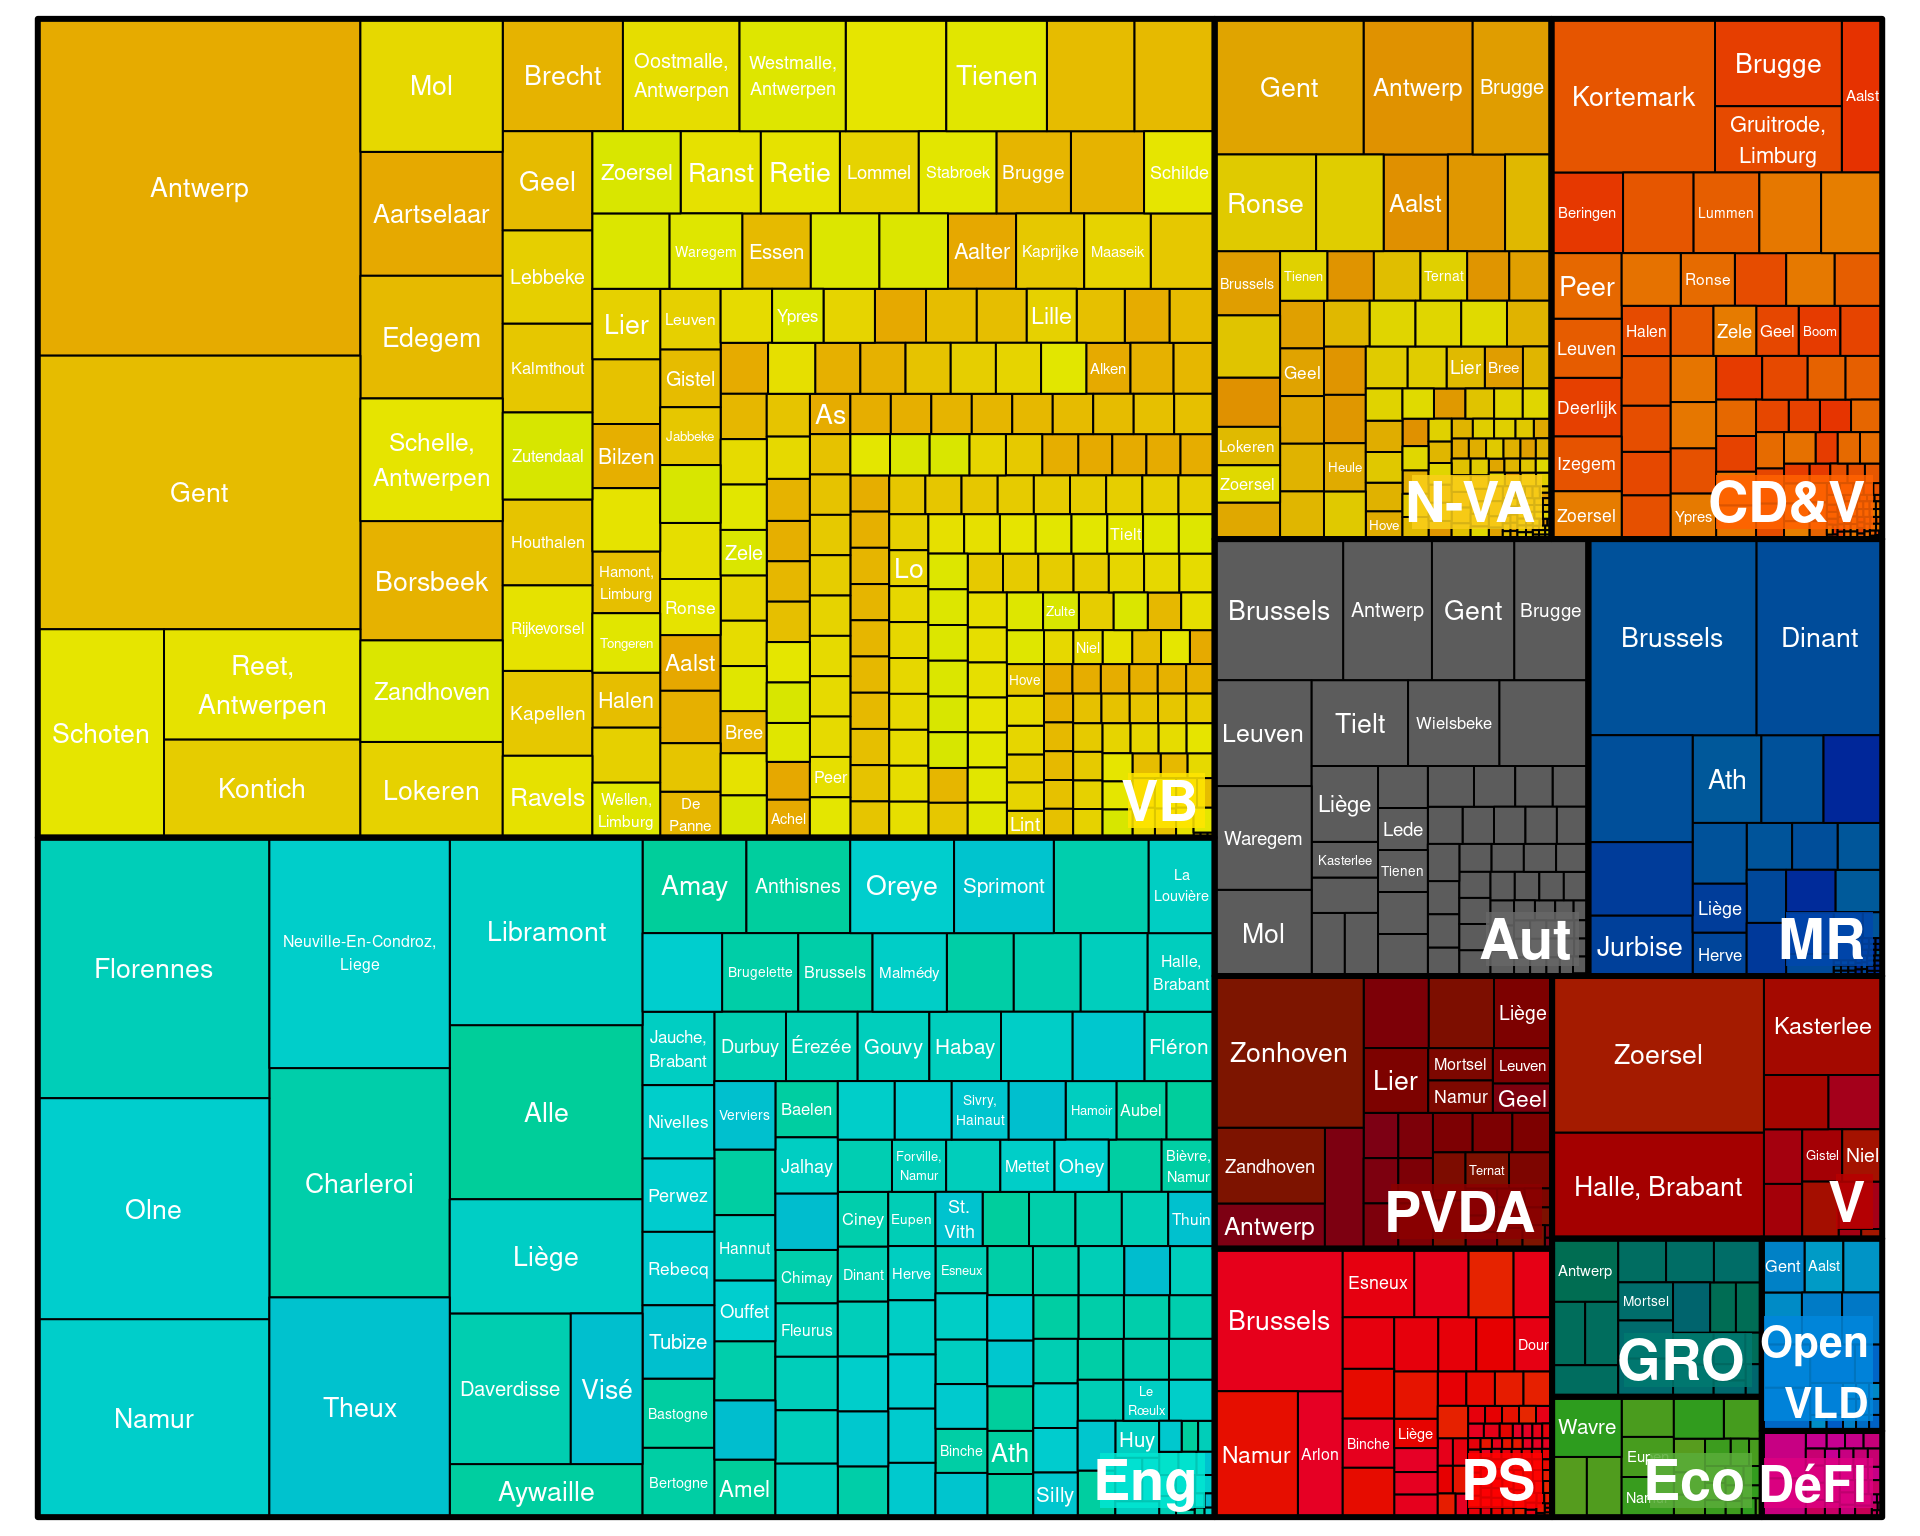 Antwerp
Gent
Schoten
Reet,
Antwerpen
Kontich
Mol
Aartselaar
Edegem
Schelle,
Antwerpen
Borsbeek
Zandhoven
Lokeren
Brecht
Oostmalle,
Antwerpen
Westmalle,
Antwerpen
Tienen
Geel
Lebbeke
Kalmthout
Zutendaal
Houthalen
Rijkevorsel
Kapellen
Ravels
Zoersel
Ranst
Retie
Lommel
Stabroek
Brugge
Schilde
Waregem
Essen
Aalter
Kaprijke
Maaseik
Lier
Bilzen
Hamont,
Limburg
Tongeren
Halen
Wellen,
Limburg
Leuven
Gistel
Jabbeke
Ronse
Aalst
De
Panne
Ypres
Lille
Alken
As
Zele
Bree
Achel
Peer
Lo
Tielt
Zulte
Niel
Hove
Lint
VB
Gent
Antwerp
Brugge
Ronse
Aalst
Brussels
Tienen
Ternat
Lokeren
Zoersel
Geel
Heule
Lier
Bree
Hove
N-VA
Kortemark
Brugge
Gruitrode,
Limburg
Aalst
Beringen
Lummen
Peer
Leuven
Deerlijk
Izegem
Zoersel
Ronse
Halen
Zele
Geel
Boom
Ypres
CD&V
Brussels
Antwerp
Gent
Brugge
Leuven
Waregem
Mol
Tielt
Wielsbeke
Liège
Kasterlee
Lede
Tienen
Aut
Brussels
Dinant
Ath
Jurbise
Liège
Herve
MR
Florennes
Olne
Namur
Neuville-En-Condroz,
Liege
Charleroi
Theux
Libramont
Alle
Liège
Daverdisse
Visé
Aywaille
Amay
Anthisnes
Oreye
Sprimont
La
Louvière
Brugelette
Brussels
Malmédy
Halle,
Brabant
Jauche,
Brabant
Durbuy
Érezée
Gouvy
Habay
Fléron
Nivelles
Perwez
Rebecq
Tubize
Bastogne
Bertogne
Verviers
Hannut
Ouffet
Amel
Baelen
Jalhay
Chimay
Fleurus
Sivry,
Hainaut
Hamoir
Aubel
Forville,
Namur
Mettet
Ohey
Bièvre,
Namur
Ciney
Eupen
St.
Vith
Thuin
Dinant
Herve
Esneux
Binche
Ath
Silly
Le
Rœulx
Huy
Eng
Zonhoven
Zandhoven
Antwerp
Liège
Lier
Mortsel
Leuven
Namur
Geel
Ternat
PVDA
Zoersel
Halle, Brabant
Kasterlee
Gistel
Niel
V
Brussels
Namur
Arlon
Esneux
Dour
Binche
Liège
PS
Antwerp
Mortsel
GRO
Gent
Aalst
Open
VLD
Wavre
Eco
DéFI